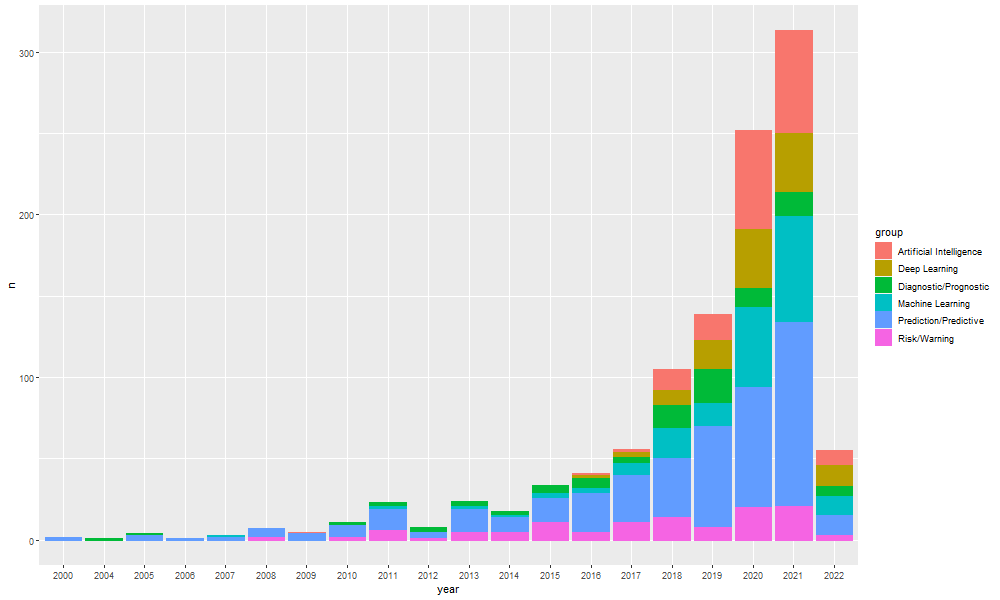 300
200
100
0
n
2000 2004 2005 2006 2007 2008 2009 2010 2011 2012 2013 2014 2015 2016 2017 2018 2019 2020 2021 2022
year
group
Artificial Intelligence
Deep Learning
Diagnostic/Prognostic
Machine Learning
Prediction/Predictive
Risk/Warning